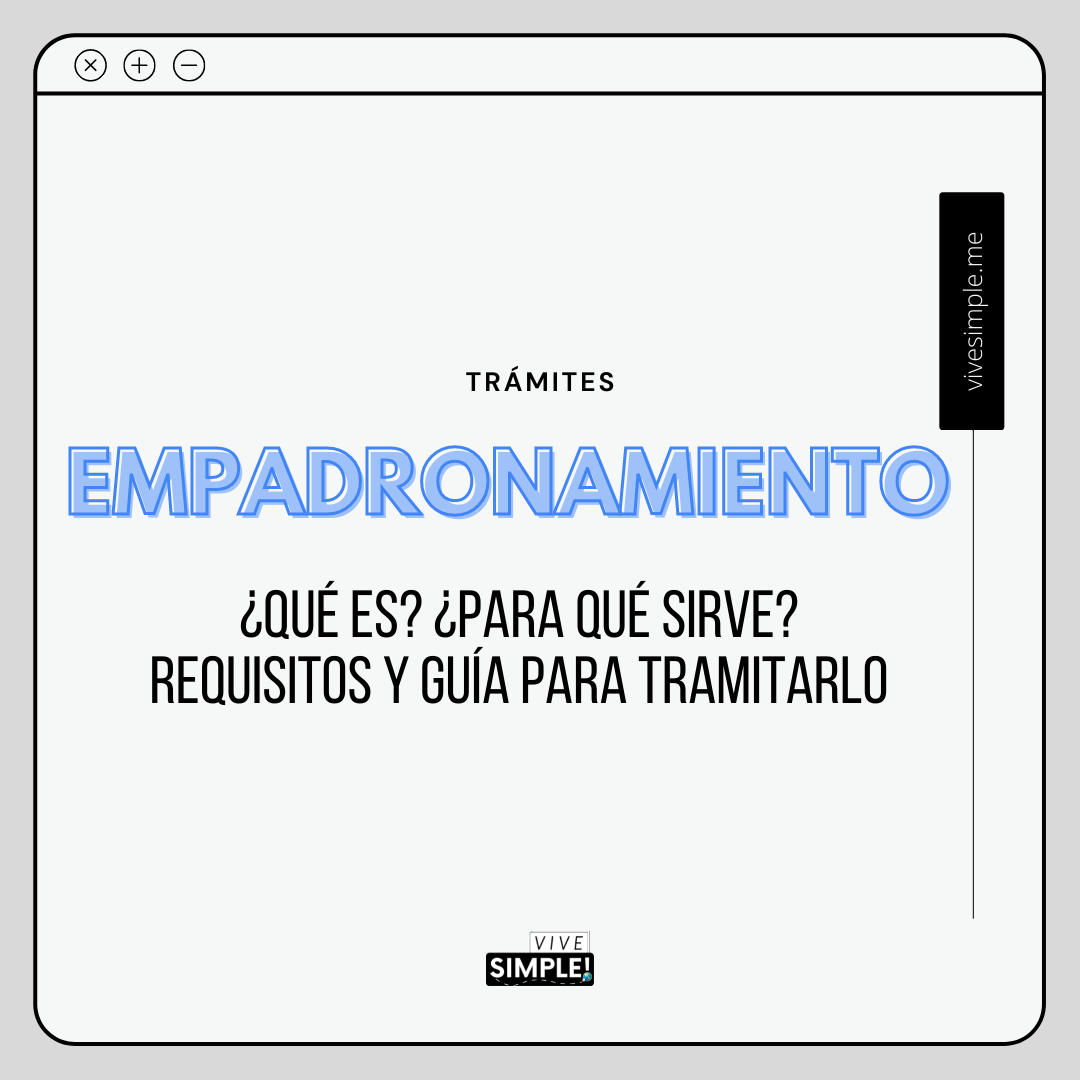 vivesimple.me
TRÁMITES
EMPADRONAMIENTO
¿QUÉ ES? ¿PARA QUÉ SIRVE?
REQUISITOS Y GUÍA PARA TRAMITARLO
VIVE
SIMPLE!